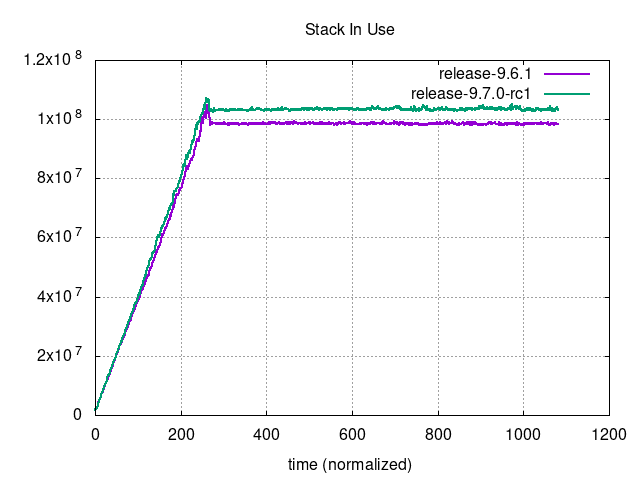 Stack In Use
1.2x10^8
1x10^8
8x10^7
6x10^7
4x10^7
2x10^7
0
release-9.6.1
release-9.7.0-rc1
0 200 400 600 800 1000 1200
time (normalized)